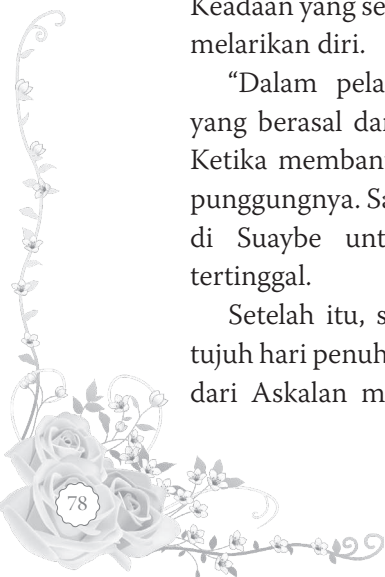 Keadaan yang se
melarikan diri.
“Dalam pela
yang berasal dar
Ketika memban
punggungnya. Sa
di Suaybe unt
tertinggal.
Setelah itu, s
tujuh hari penuh
dari Askalan m
78